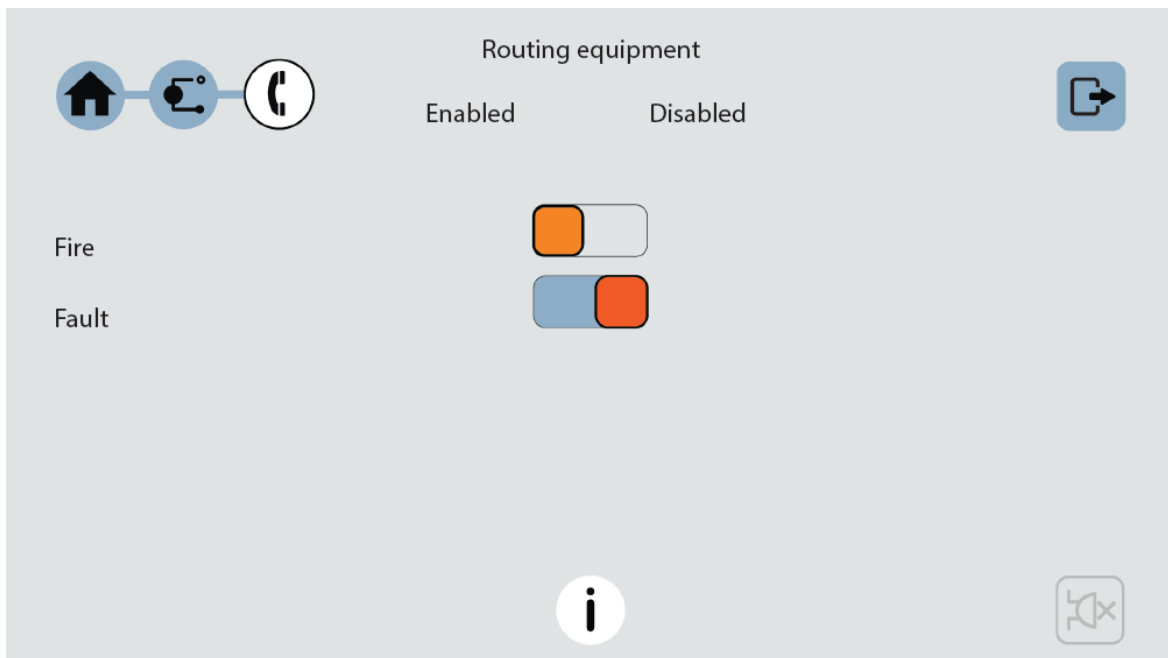 Routing equipment
Enabled Disabled
Fire
Fault
i